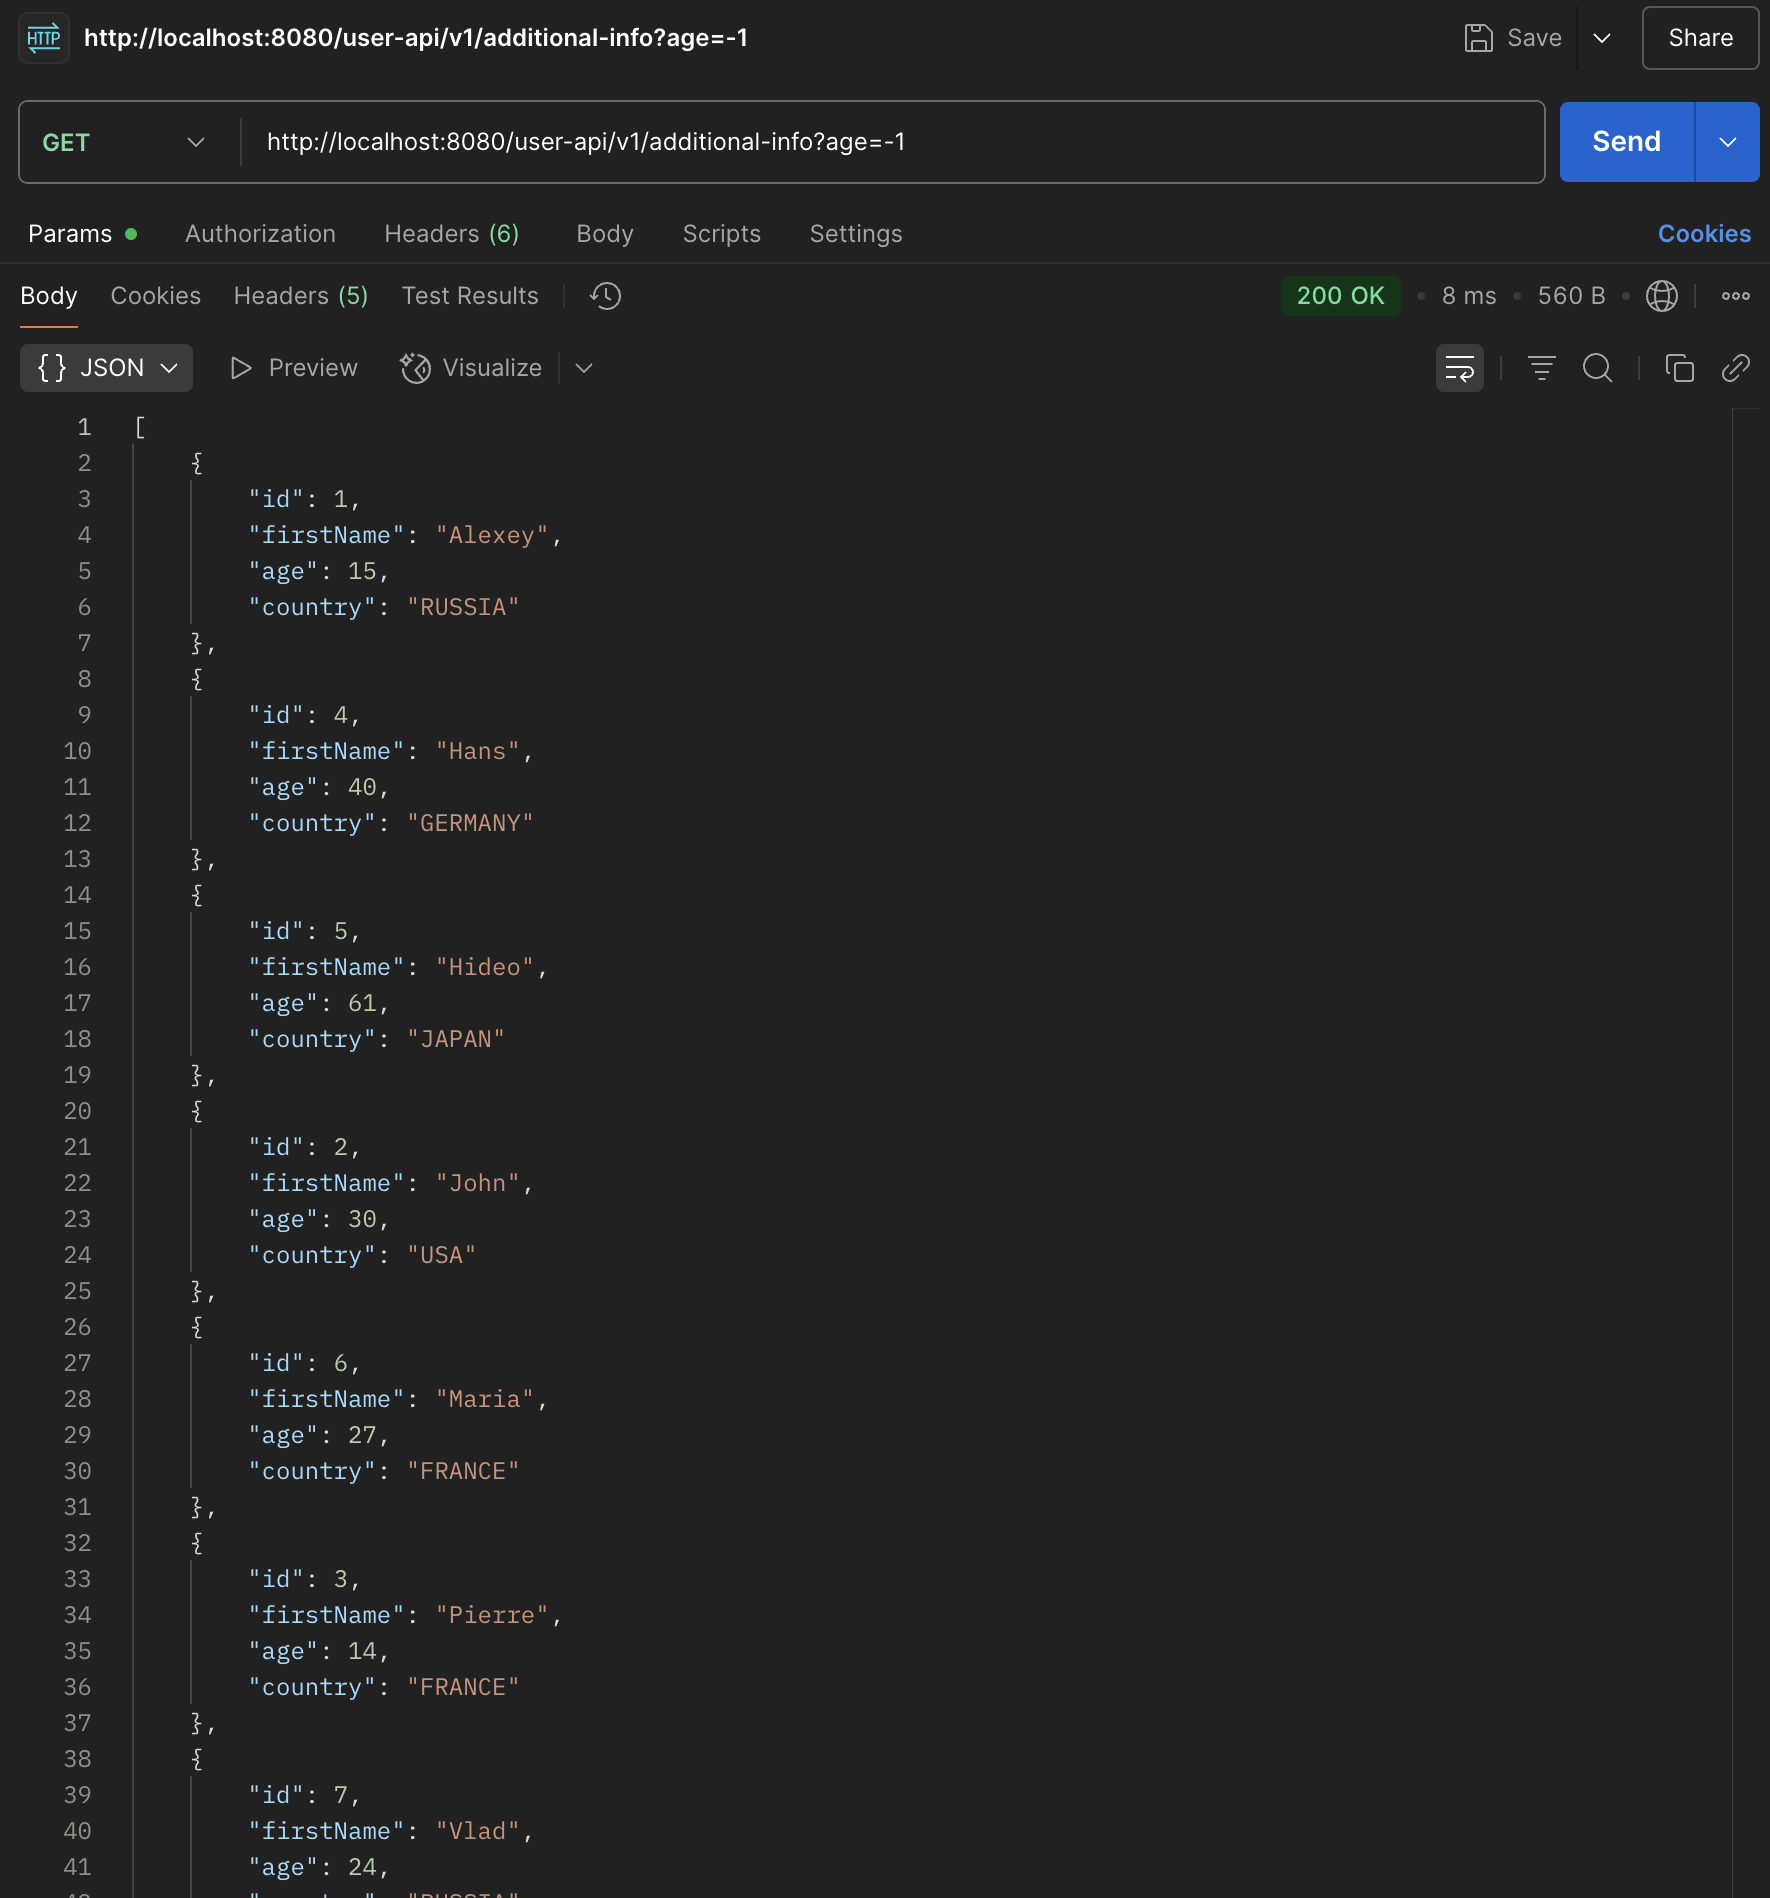 HTTP http://localhost:8080/user-api/v1/additional-info?age=-1 Save Share
GET http://localhost:8080/user-api/v1/additional-info?age=-1 Send
Params Authorization Headers (6) Body Scripts Settings Cookies
Body Cookies Headers (5) Test Results 200 OK • 8 ms • 560 B •
{} JSON Preview Visualize
1 [
2 {
3 "id": 1,
4 "firstName": "Alexey",
5 "age": 15,
6 "country": "RUSSIA"
7 },
8 {
9 "id": 4,
10 "firstName": "Hans",
11 "age": 40,
12 "country": "GERMANY"
13 },
14 {
15 "id": 5,
16 "firstName": "Hideo",
17 "age": 61,
18 "country": "JAPAN"
19 },
20 {
21 "id": 2,
22 "firstName": "John",
23 "age": 30,
24 "country": "USA"
25 },
26 {
27 "id": 6,
28 "firstName": "Maria",
29 "age": 27,
30 "country": "FRANCE"
31 },
32 {
33 "id": 3,
34 "firstName": "Pierre",
35 "age": 14,
36 "country": "FRANCE"
37 },
38 {
39 "id": 7,
40 "firstName": "Vlad",
41 "age": 24,